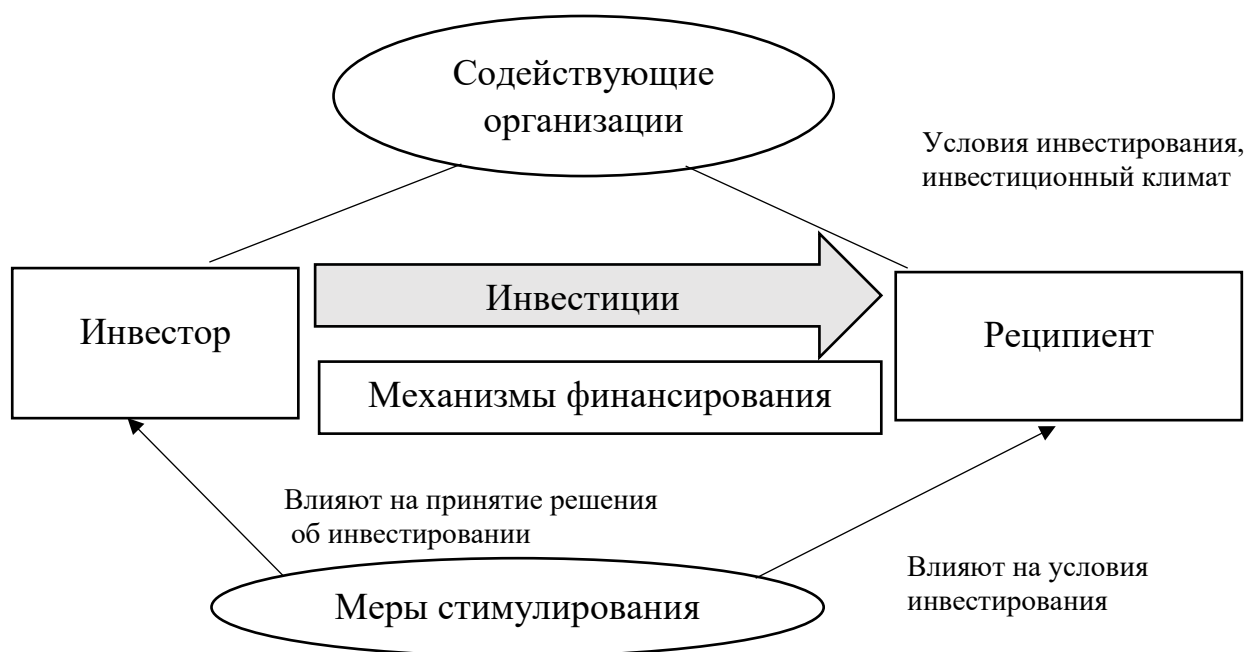 Содействующие
организации
Условия инвестирования,
инвестиционный климат
Инвестор
Инвестиции
Реципиент
Механизмы финансирования
Влияют на принятие решения
об инвестировании
Влияют на условия
инвестирования
Меры стимулирования